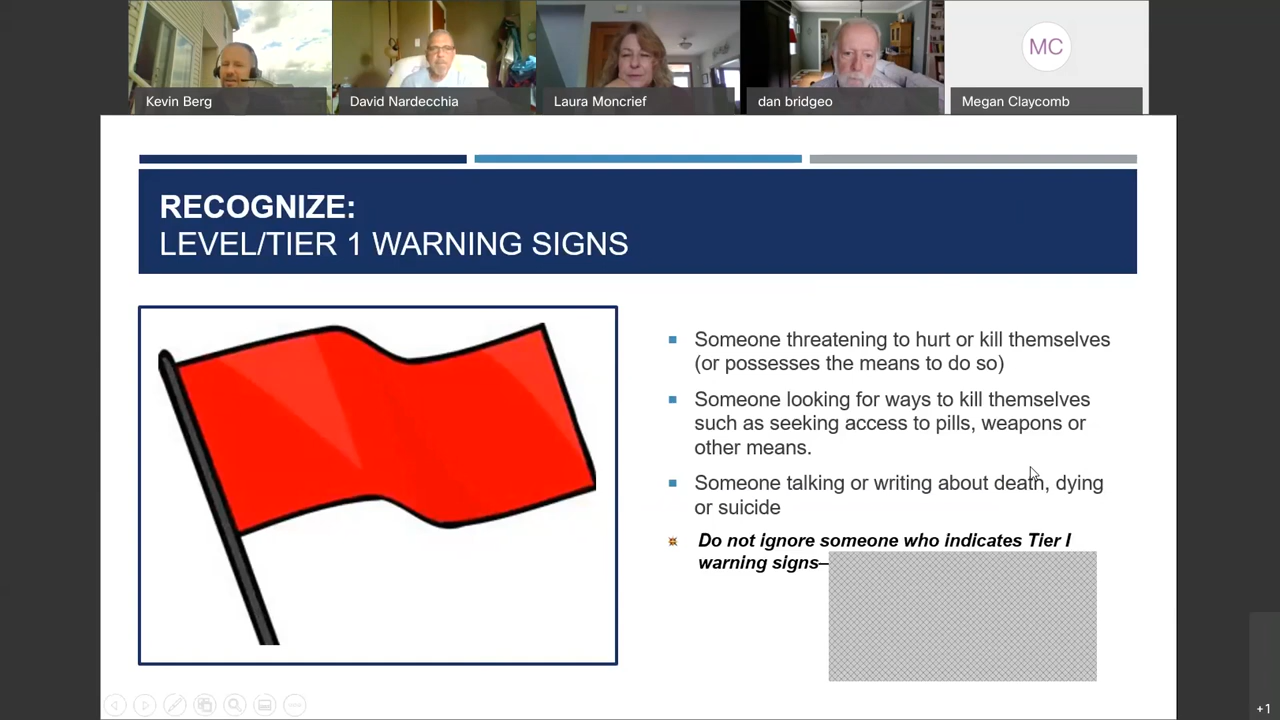 Kevin Berg
David Nardecchia
Laura Moncrief
dan bridgeo
MC
Megan Claycomb
RECOGNIZE:
LEVEL/TIER 1 WARNING SIGNS
Someone threatening to hurt or kill themselves
(or possesses the means to do so)
Someone looking for ways to kill themselves
such as seeking access to pills, weapons or
other means.
Someone talking or writing about death, dying
or suicide
Do not ignore someone who indicates Tier I
warning signs–
+1